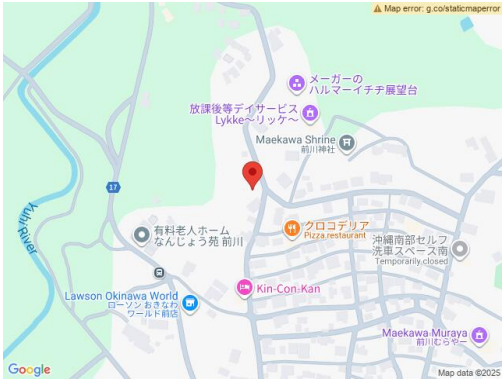 Map error: g.co/staticmaperror
メーガーの
ハルマーイチヂ展望台
放課後等デイサービス
Lykke～リッケ～
Maekawa Shrine
前川神社
17
Yuhi River
有料老人ホーム
なんじょう苑 前川
クロコデリア
Pizza restaurant
沖縄南部セルフ
洗車スペース南
Temporarily closed
Kin-Con-Kan
Lawson Okinawa World
ローソン おきなわ
ワールド前店
Maekawa Muraya
前川むらやー
Google
Map data ©2025